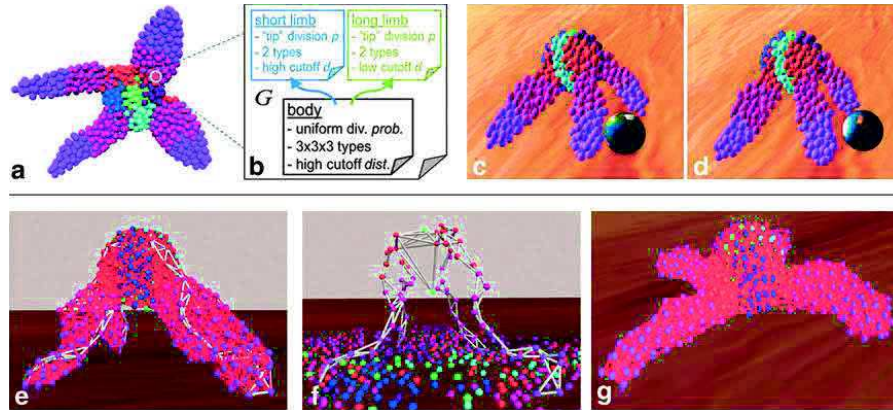 short limb
- "tip" division p
- 2 types
- high cutoff d
long limb
- "tip" division p
- 2 types
- low cutoff d
G
body
- uniform div. prob.
- 3x3x3 types
- high cutoff dist.
a
b
c
d
e
f
g